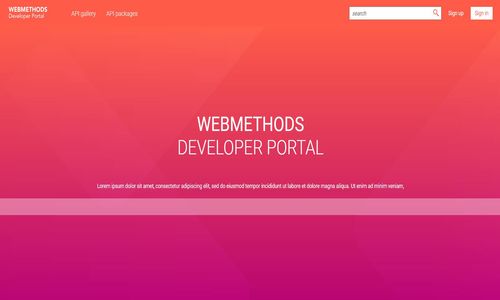 WEBMETHODS
Developer Portal
API gallery
API packages
search
Sign up
Sign in
WEBMETHODS
DEVELOPER PORTAL
Lorem ipsum dolor sit amet, consectetur adipiscing elit, sed do eiusmod tempor incididunt ut labore et dolore magna aliqua. Ut enim ad minim veniam,